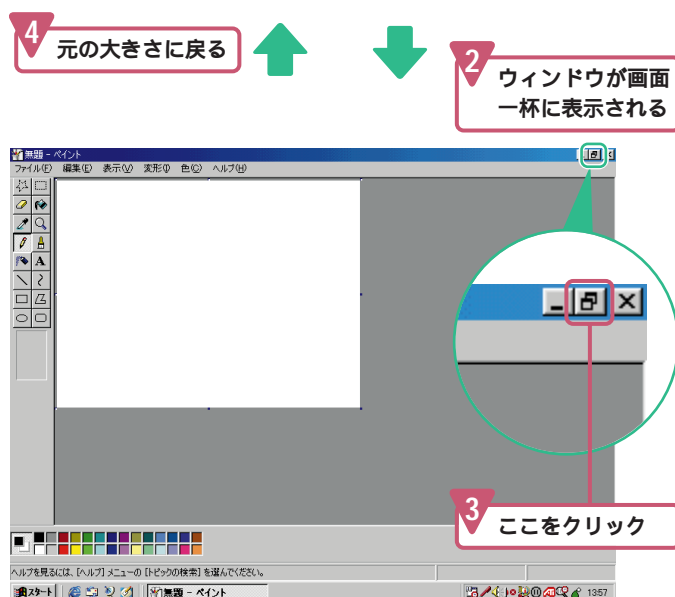 4
元の大きさに戻る
2
ウィンドウが画面
一杯に表示される
無題 - ペイント
ファイル(F) 編集(E) 表示(V) 変形(I) 色(C) ヘルプ(H)
A
3
ここをクリック
ヘルプを見るには、[ヘルプ] メニューの [トピックの検索] を選んでください。
スタート 無題 - ペイント 13:57